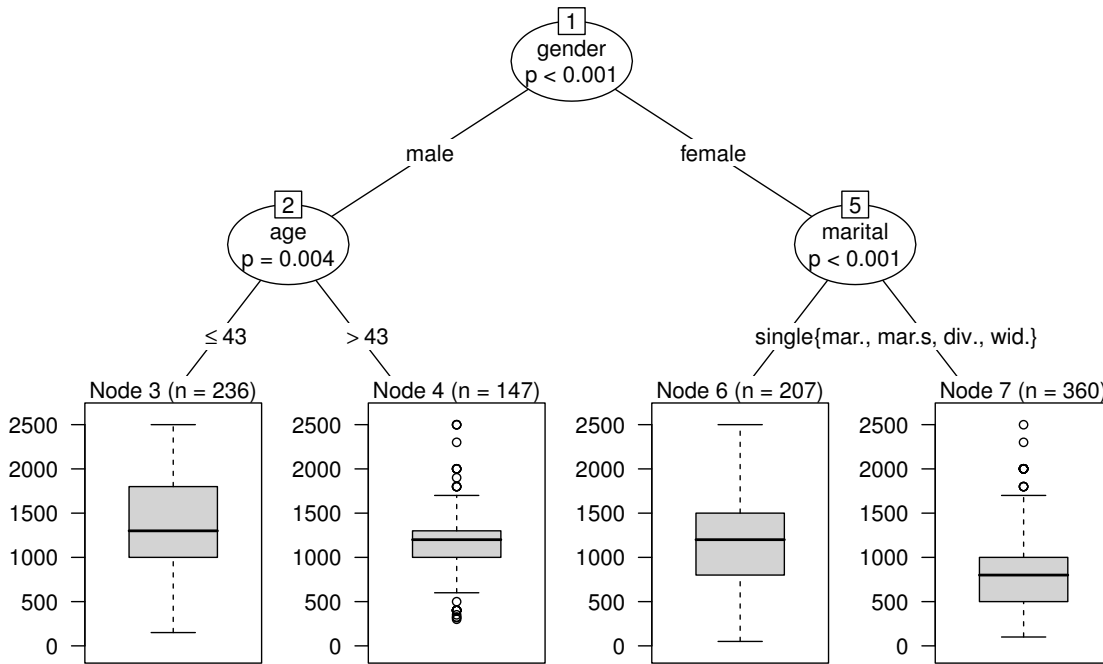 1
gender
p < 0.001
male
female
2
age
p = 0.004
5
marital
p < 0.001
≤ 43
> 43
single{mar., mar.s, div., wid.}
Node 3 (n = 236)
2500
2000
1500
1000
500
0
Node 4 (n = 147)
2500
2000
1500
1000
500
0
Node 6 (n = 207)
2500
2000
1500
1000
500
0
Node 7 (n = 360)
2500
2000
1500
1000
500
0